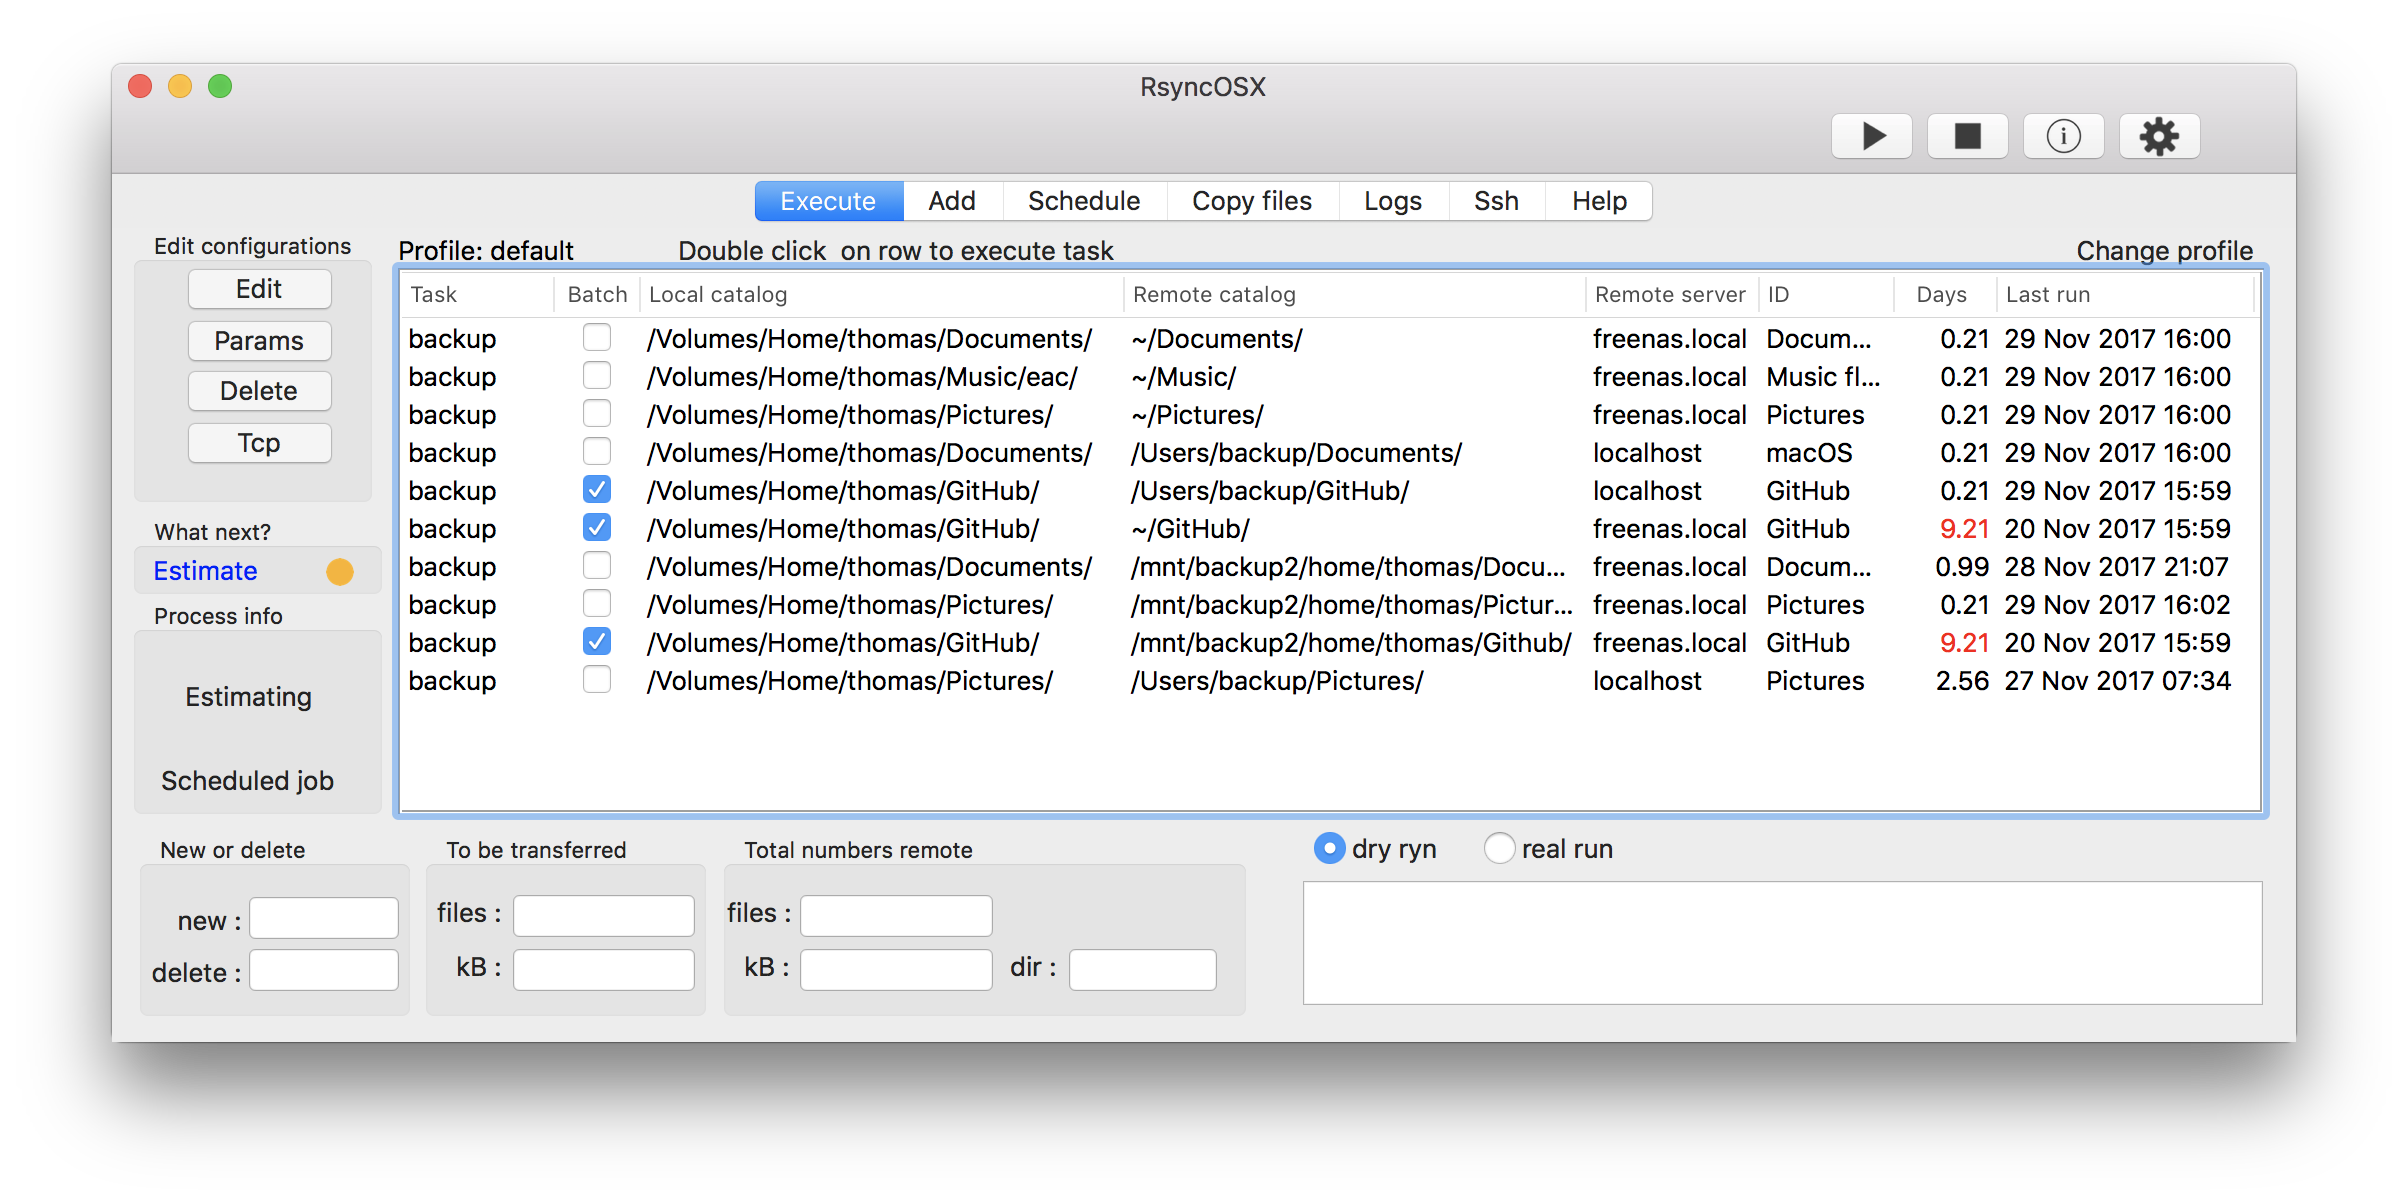 RsyncOSX
Execute Add Schedule Copy files Logs Ssh Help
Edit configurations
Edit
Params
Delete
Tcp
What next?
Estimate
Process info
Estimating
Scheduled job
Profile: default Double click on row to execute task Change profile
Task Batch Local catalog Remote catalog Remote server ID Days Last run
backup /Volumes/Home/thomas/Documents/ ~/Documents/ freenas.local Docum... 0.21 29 Nov 2017 16:00
backup /Volumes/Home/thomas/Music/eac/ ~/Music/ freenas.local Music fl... 0.21 29 Nov 2017 16:00
backup /Volumes/Home/thomas/Pictures/ ~/Pictures/ freenas.local Pictures 0.21 29 Nov 2017 16:00
backup /Volumes/Home/thomas/Documents/ /Users/backup/Documents/ localhost macOS 0.21 29 Nov 2017 16:00
backup /Volumes/Home/thomas/GitHub/ /Users/backup/GitHub/ localhost GitHub 0.21 29 Nov 2017 15:59
backup /Volumes/Home/thomas/GitHub/ ~/GitHub/ freenas.local GitHub 9.21 20 Nov 2017 15:59
backup /Volumes/Home/thomas/Documents/ /mnt/backup2/home/thomas/Docu... freenas.local Docum... 0.99 28 Nov 2017 21:07
backup /Volumes/Home/thomas/Pictures/ /mnt/backup2/home/thomas/Pictur... freenas.local Pictures 0.21 29 Nov 2017 16:02
backup /Volumes/Home/thomas/GitHub/ /mnt/backup2/home/thomas/Github/ freenas.local GitHub 9.21 20 Nov 2017 15:59
backup /Volumes/Home/thomas/Pictures/ /Users/backup/Pictures/ localhost Pictures 2.56 27 Nov 2017 07:34
New or delete
new :
delete :
To be transferred
files :
kB :
Total numbers remote
files :
kB : dir :
dry ryn real run